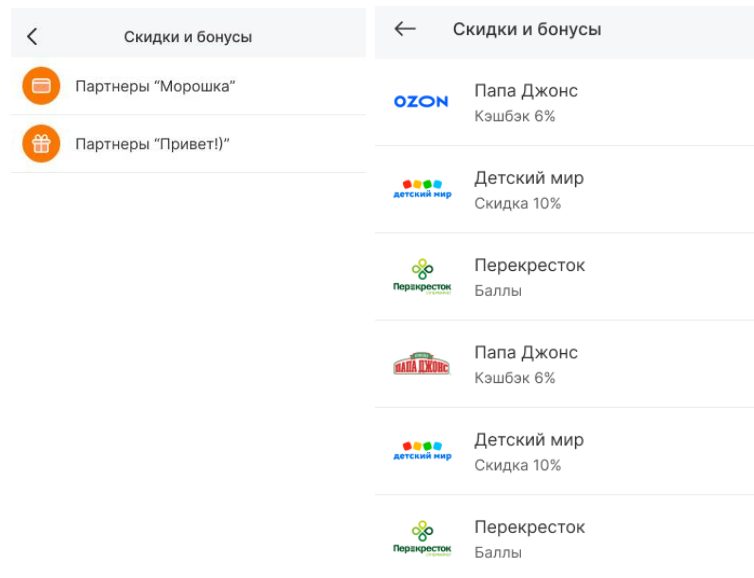 Скидки и бонусы
Партнеры “Морошка”
Партнеры “Привет!)”
Скидки и бонусы
OZON
Папа Джонс
Кэшбэк 6%
детский мир
Детский мир
Скидка 10%
Перекресток
Перекресток
Баллы
ПАПА ДЖОНС
Папа Джонс
Кэшбэк 6%
детский мир
Детский мир
Скидка 10%
Перекресток
Перекресток
Баллы